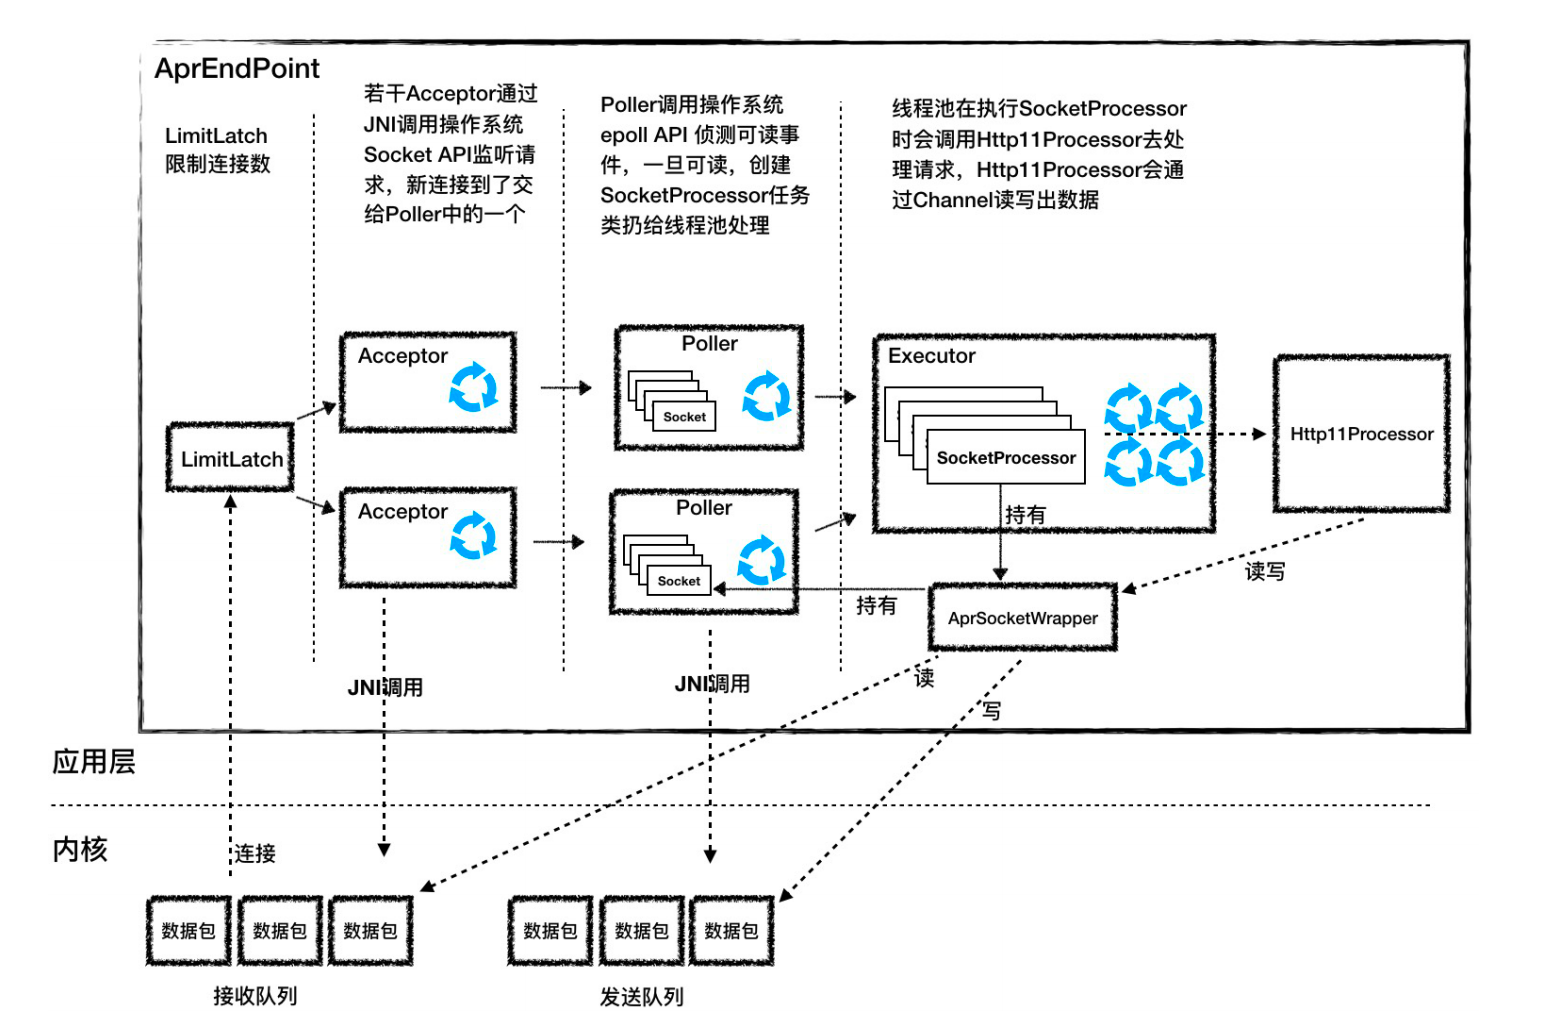 AprEndPoint
LimitLatch
限制连接数
若干Acceptor通过
JNI调用操作系统
Socket API监听请
求，新连接到了交
给Poller中的一个
Poller调用操作系统
epoll API 侦测可读事
件，一旦可读，创建
SocketProcessor任务
类扔给线程池处理
线程池在执行SocketProcessor
时会调用Http11Processor去处
理请求，Http11Processor会通
过Channel读写出数据
Acceptor
Poller
Socket
Executor
SocketProcessor
Http11Processor
LimitLatch
Acceptor
Poller
Socket
持有
持有
读写
AprSocketWrapper
JNI调用
JNI调用
读
写
应用层
内核
连接
数据包
数据包
数据包
数据包
数据包
数据包
接收队列
发送队列